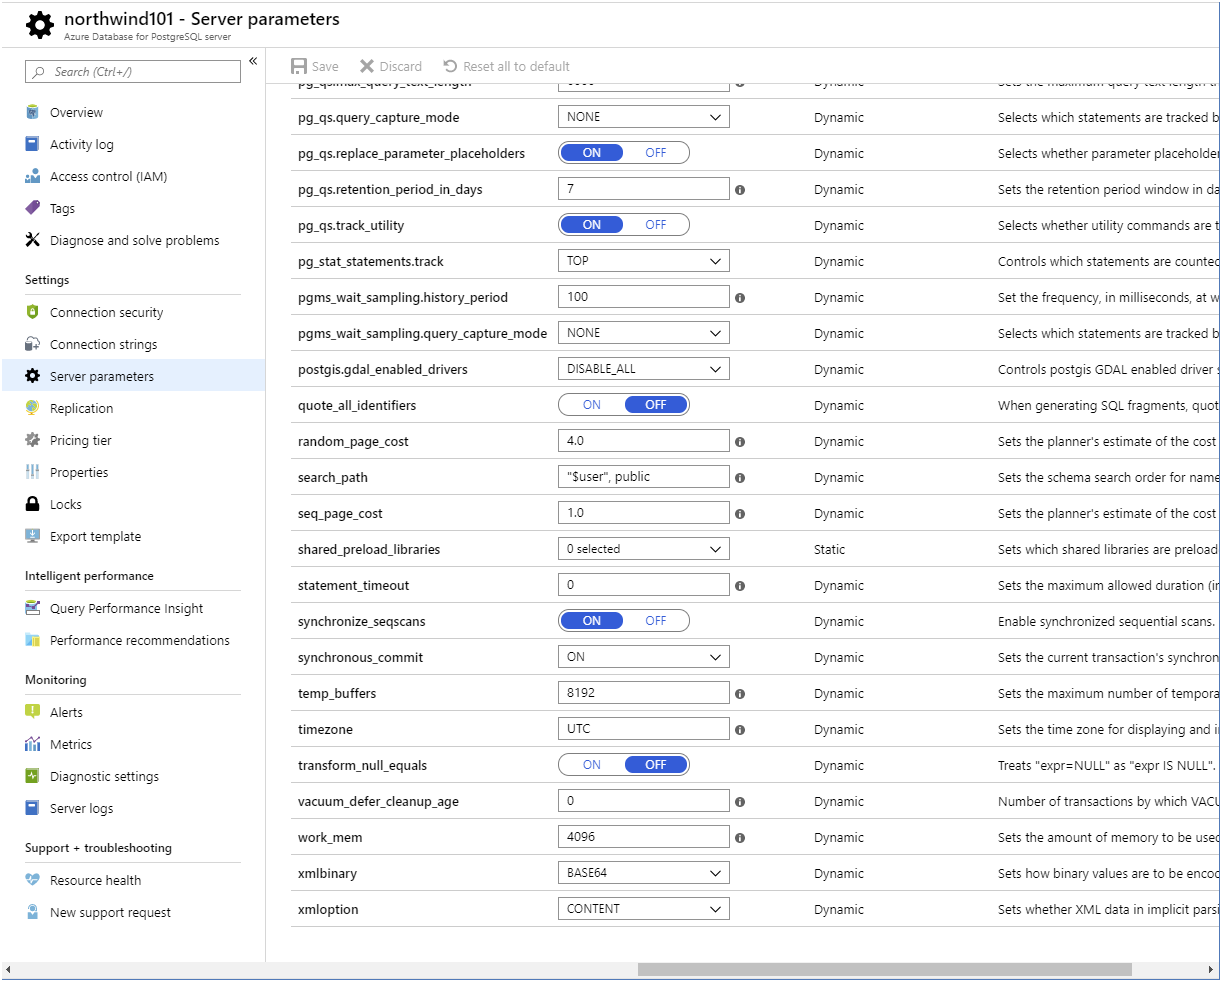 northwind101 - Server parameters
Azure Database for PostgreSQL server
Search (Ctrl+/)
«
Overview
Activity log
Access control (IAM)
Tags
Diagnose and solve problems
Settings
Connection security
Connection strings
Server parameters
Replication
Pricing tier
Properties
Locks
Export template
Intelligent performance
Query Performance Insight
Performance recommendations
Monitoring
Alerts
Metrics
Diagnostic settings
Server logs
Support + troubleshooting
Resource health
New support request
Save Discard Reset all to default
pg_qs.max_query_text_length Dynamic Sets the maximum query text length
pg_qs.query_capture_mode NONE Dynamic Selects which statements are tracked b
pg_qs.replace_parameter_placeholders ON OFF Dynamic Selects whether parameter placeholder
pg_qs.retention_period_in_days 7 Dynamic Sets the retention period window in da
pg_qs.track_utility ON OFF Dynamic Selects whether utility commands are t
pg_stat_statements.track TOP Dynamic Controls which statements are counted
pgms_wait_sampling.history_period 100 Dynamic Set the frequency, in milliseconds, at w
pgms_wait_sampling.query_capture_mode NONE Dynamic Selects which statements are tracked b
postgis.gdal_enabled_drivers DISABLE_ALL Dynamic Controls postgis GDAL enabled driver s
quote_all_identifiers ON OFF Dynamic When generating SQL fragments, quot
random_page_cost 4.0 Dynamic Sets the planner's estimate of the cost
search_path "$user", public Dynamic Sets the schema search order for name
seq_page_cost 1.0 Dynamic Sets the planner's estimate of the cost
shared_preload_libraries 0 selected Static Sets which shared libraries are preload
statement_timeout 0 Dynamic Sets the maximum allowed duration (in
synchronize_seqscans ON OFF Dynamic Enable synchronized sequential scans.
synchronous_commit ON Dynamic Sets the current transaction's synchron
temp_buffers 8192 Dynamic Sets the maximum number of tempora
timezone UTC Dynamic Sets the time zone for displaying and i
transform_null_equals ON OFF Dynamic Treats "expr=NULL" as "expr IS NULL".
vacuum_defer_cleanup_age 0 Dynamic Number of transactions by which VACU
work_mem 4096 Dynamic Sets the amount of memory to be used
xmlbinary BASE64 Dynamic Sets how binary values are to be enco
xmloption CONTENT Dynamic Sets whether XML data in implicit parsi